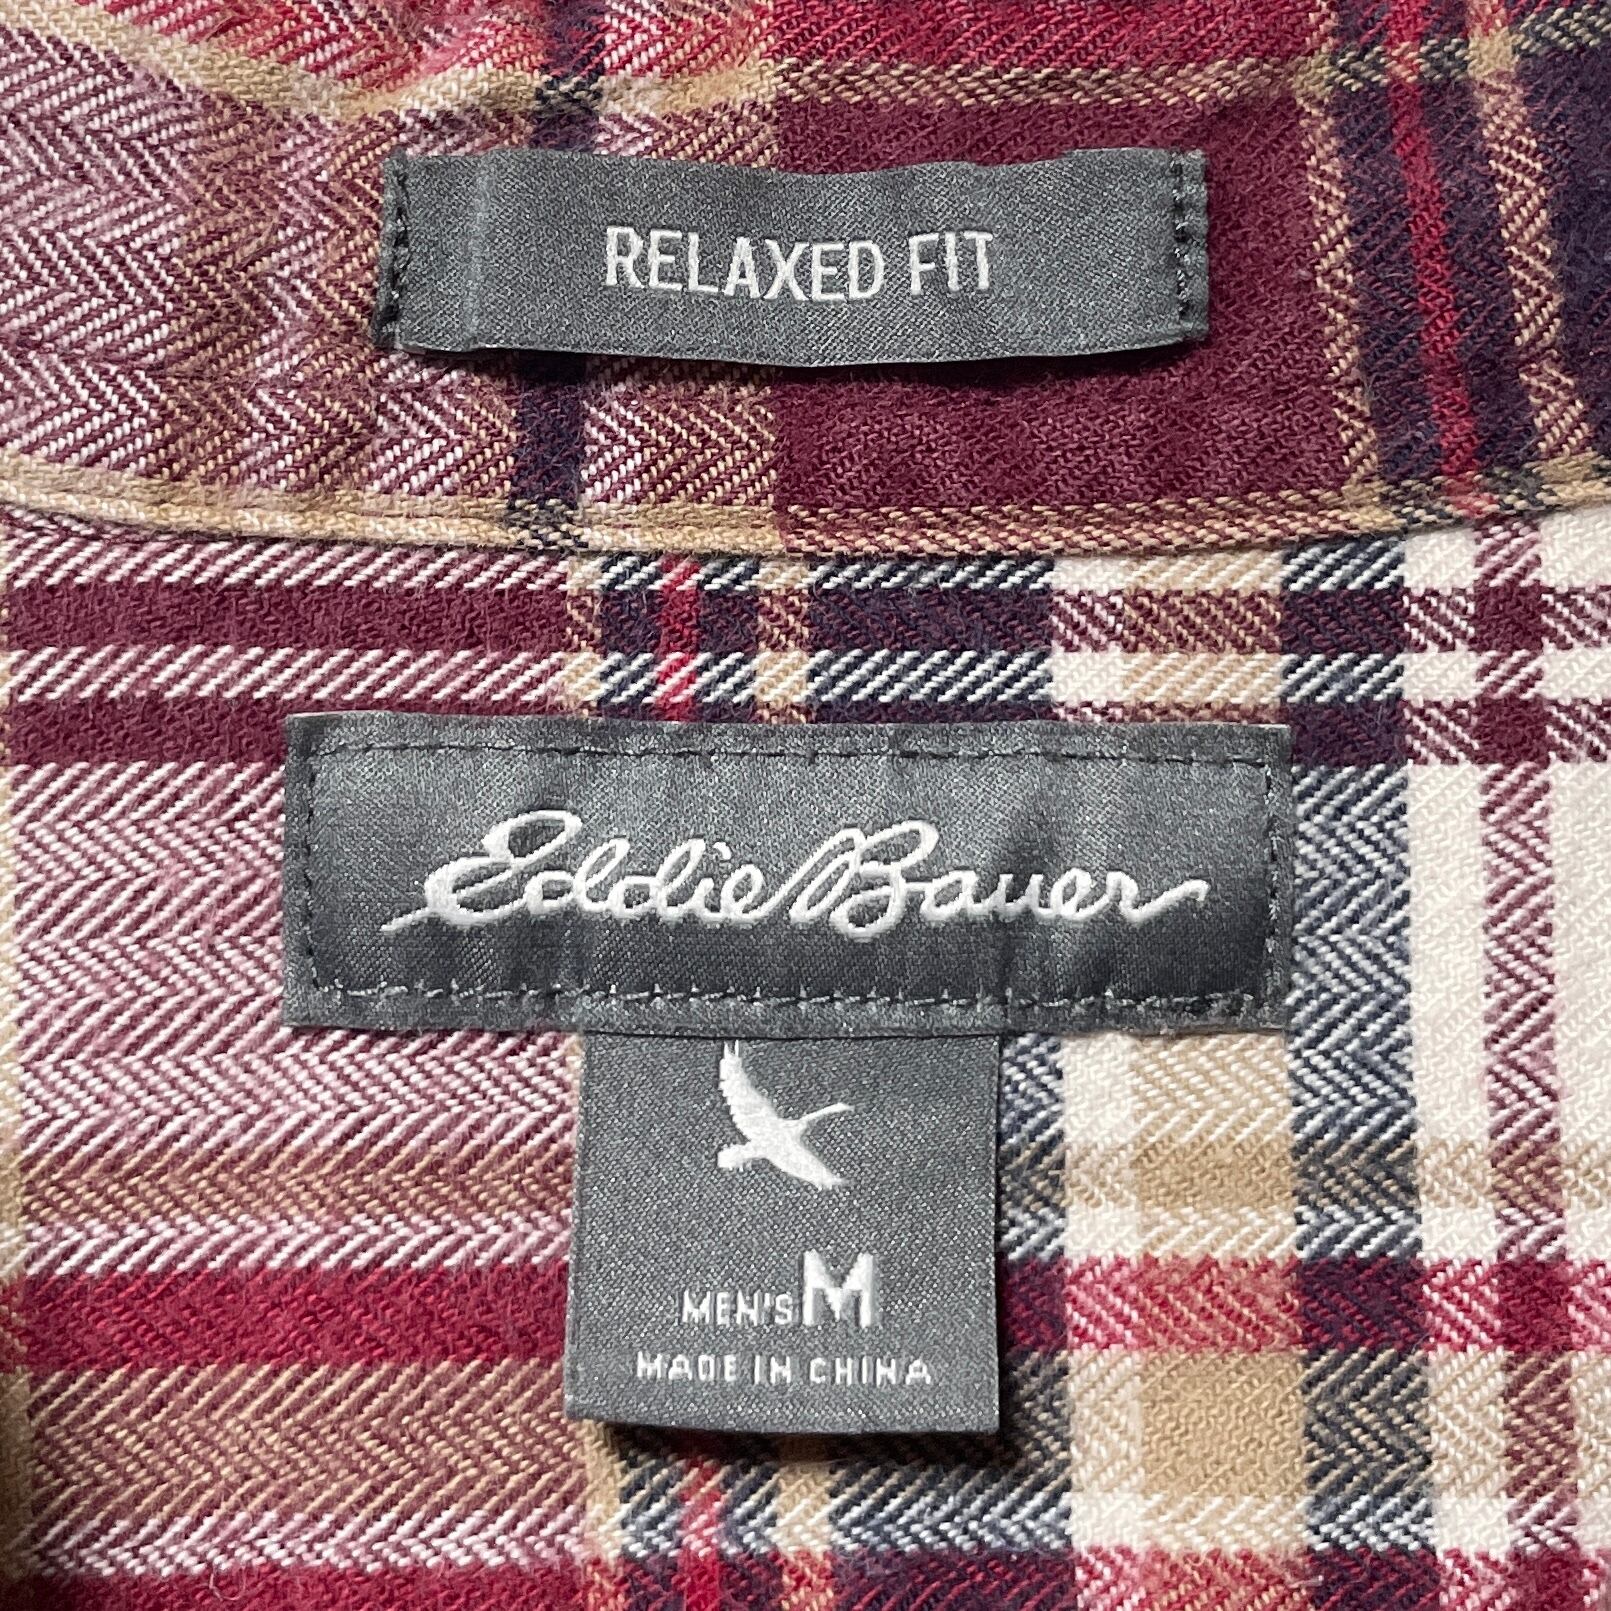 RELAXED FIT
Eddie Bauer
MEN'S M
MADE IN CHINA